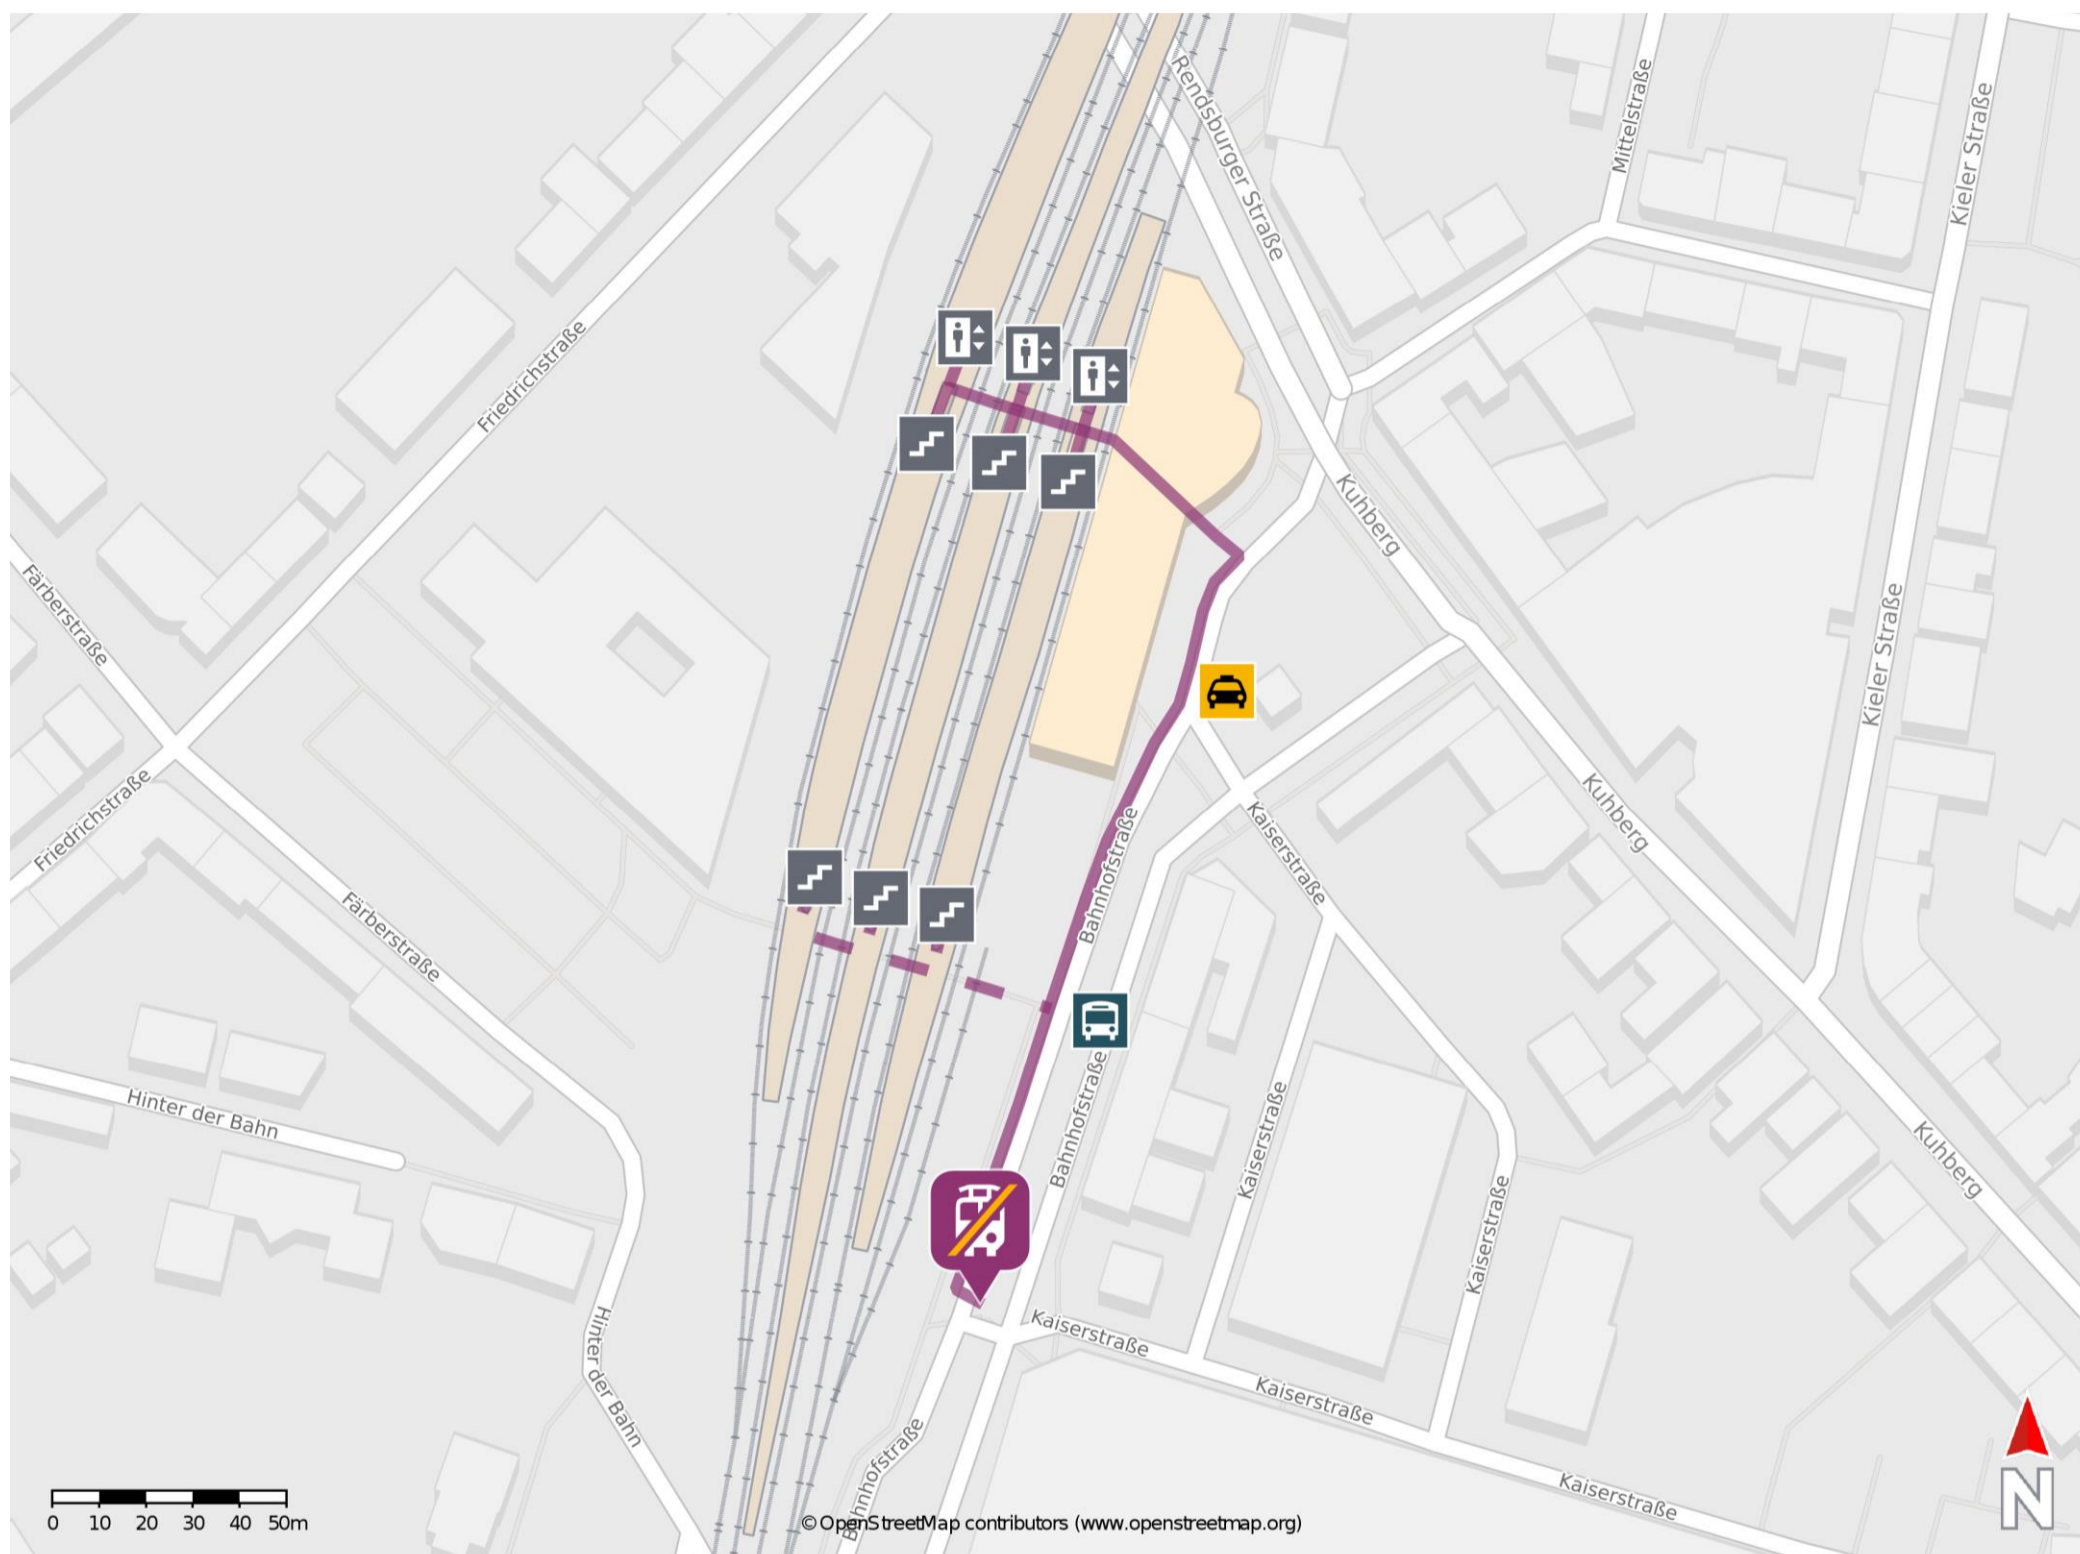 Rendsburger Straße
Mittelstraße
Kieler Straße
Friedrichstraße
Kuhberg
Färberstraße
Kieler Straße
Friedrichstraße
Kuhberg
Kaiserstraße
Bahnhofstraße
Färberstraße
Hinter der Bahn
Bahnhofstraße
Kaiserstraße
Kaiserstraße
Kuhberg
Kaiserstraße
Hinter der Bahn
Kaiserstraße
Bahnhofstraße
Kaiserstraße
N
0 10 20 30 40 50m
© OpenStreetMap contributors (www.openstreetmap.org)